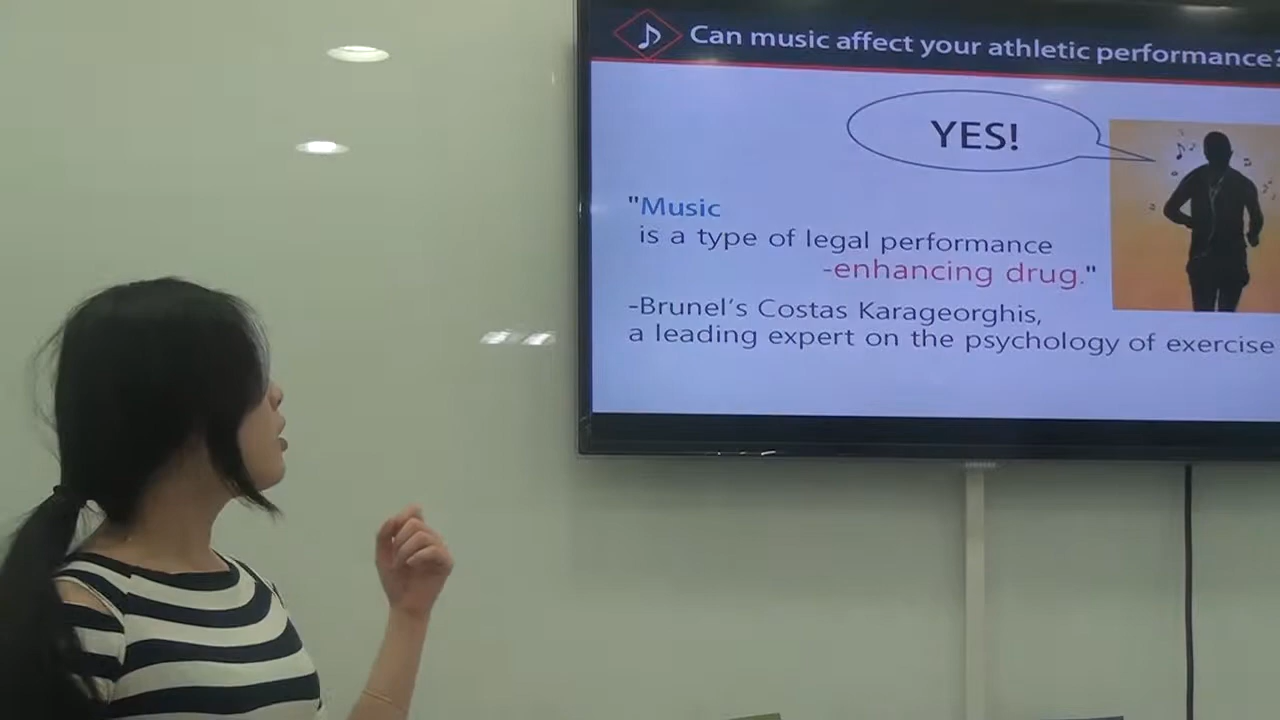 Can music affect your athletic performance?
YES!
"Music
is a type of legal performance
-enhancing drug."
-Brunel's Costas Karageorghis,
a leading expert on the psychology of exercise